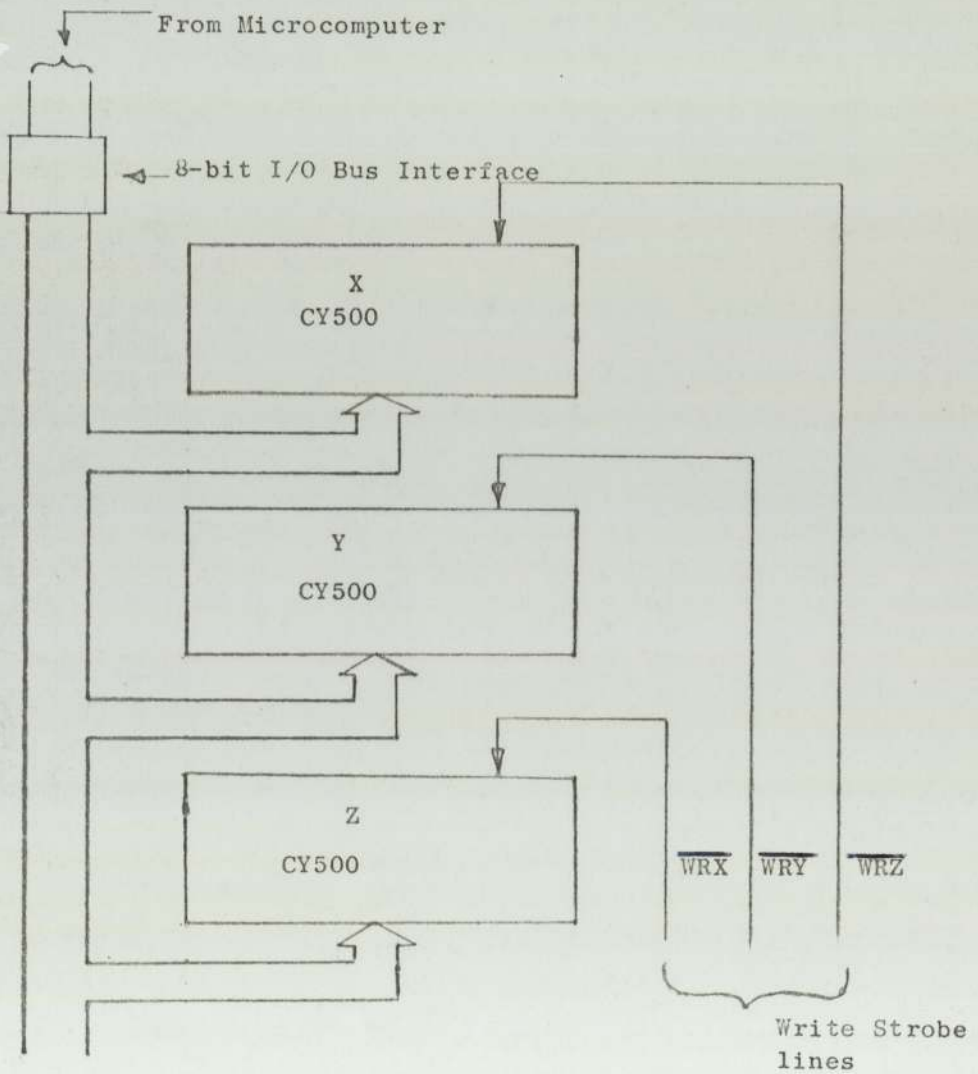 From Microcomputer
8-bit I/O Bus Interface
X
CY500
Y
CY500
Z
CY500
WRX WRY WRZ
Write Strobe
lines